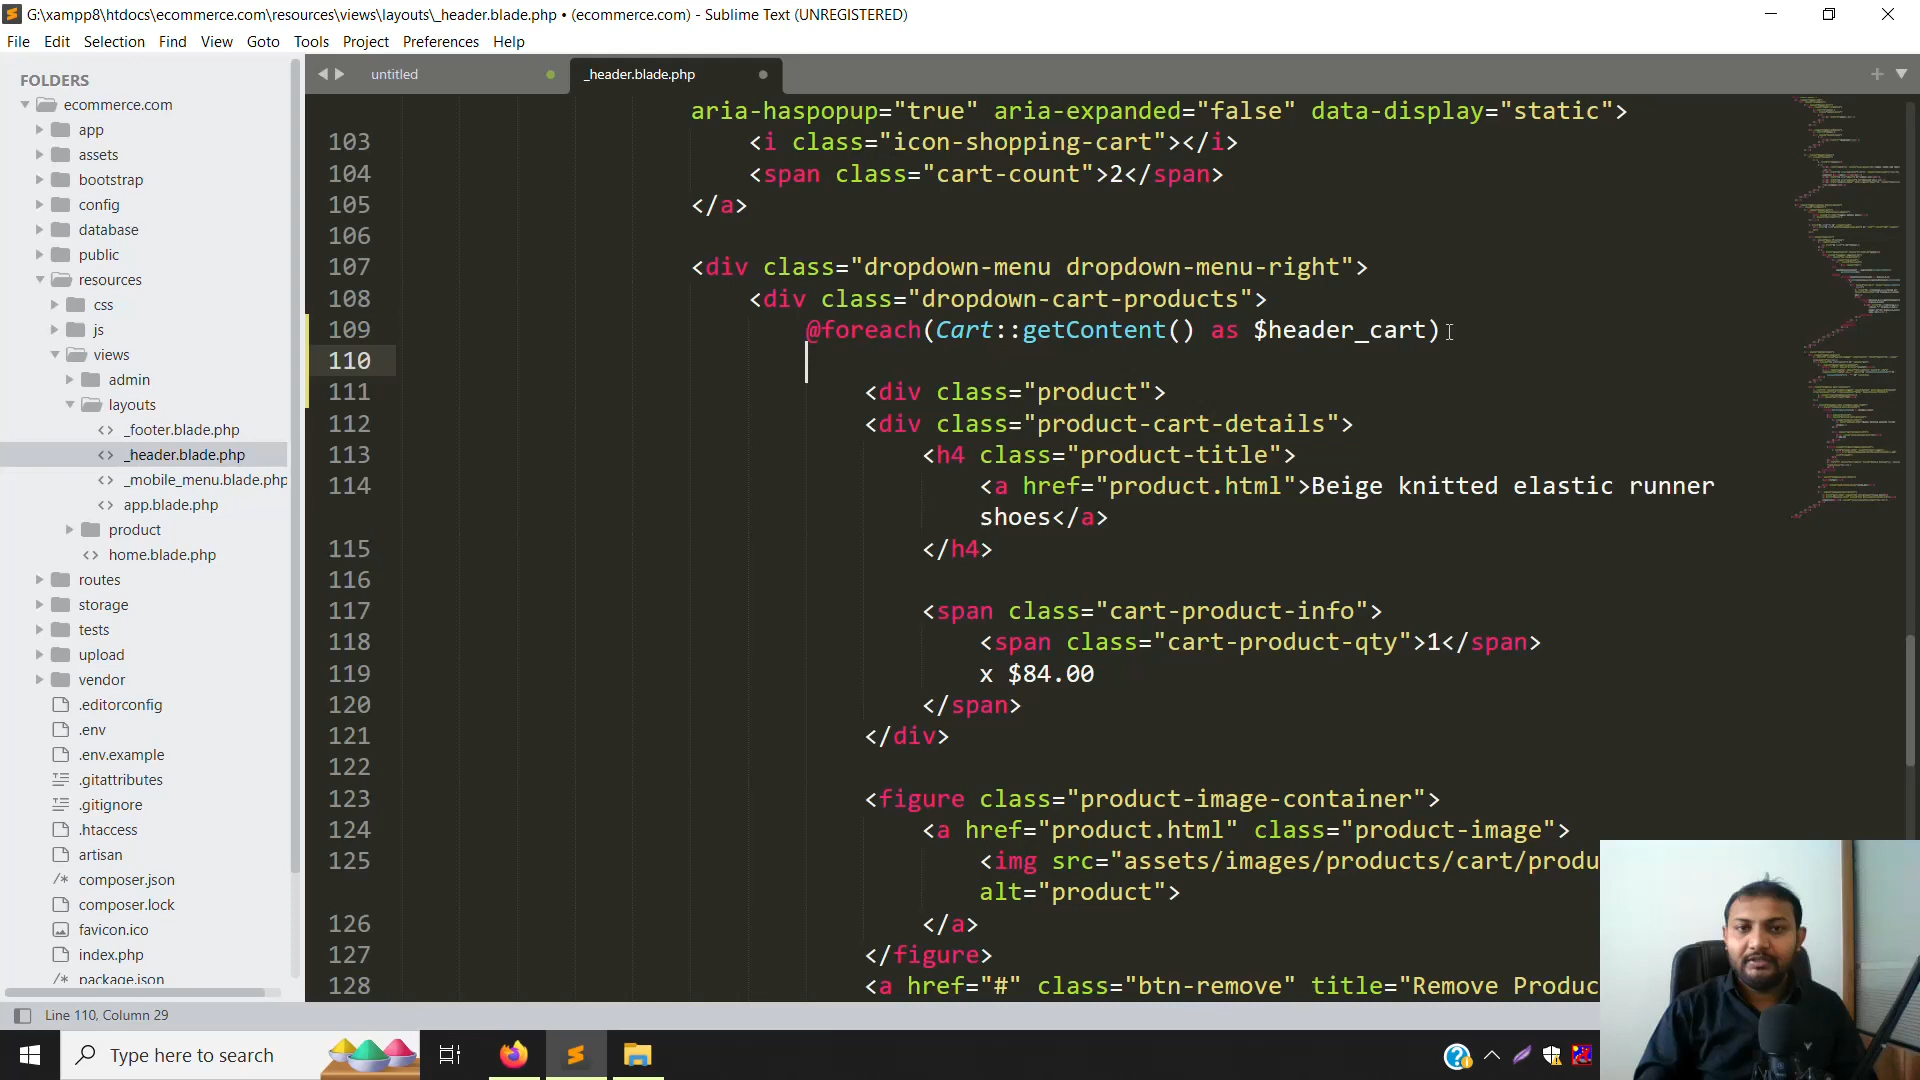 G:\xampp8\htdocs\ecommerce.com\resources\views\layouts\_header.blade.php • (ecommerce.com) - Sublime Text (UNREGISTERED)
File Edit Selection Find View Goto Tools Project Preferences Help
FOLDERS
ecommerce.com
app
assets
bootstrap
config
database
public
resources
css
js
views
admin
layouts
_footer.blade.php
_header.blade.php
_mobile_menu.blade.php
app.blade.php
product
home.blade.php
routes
storage
tests
upload
vendor
.editorconfig
.env
.env.example
.gitattributes
.gitignore
.htaccess
artisan
composer.json
composer.lock
favicon.ico
index.php
package.json
untitled
_header.blade.php
aria-haspopup="true" aria-expanded="false" data-display="static">
103 <i class="icon-shopping-cart"></i>
104 <span class="cart-count">2</span>
105 </a>
106
107 <div class="dropdown-menu dropdown-menu-right">
108 <div class="dropdown-cart-products">
109 @foreach(Cart::getContent() as $header_cart)
110
111 <div class="product">
112 <div class="product-cart-details">
113 <h4 class="product-title">
114 <a href="product.html">Beige knitted elastic runner
shoes</a>
115 </h4>
116
117 <span class="cart-product-info">
118 <span class="cart-product-qty">1</span>
119 x $84.00
120 </span>
121 </div>
122
123 <figure class="product-image-container">
124 <a href="product.html" class="product-image">
125 <img src="assets/images/products/cart/produ
alt="product">
126 </a>
127 </figure>
128 <a href="#" class="btn-remove" title="Remove Produc
Line 110, Column 29
Type here to search